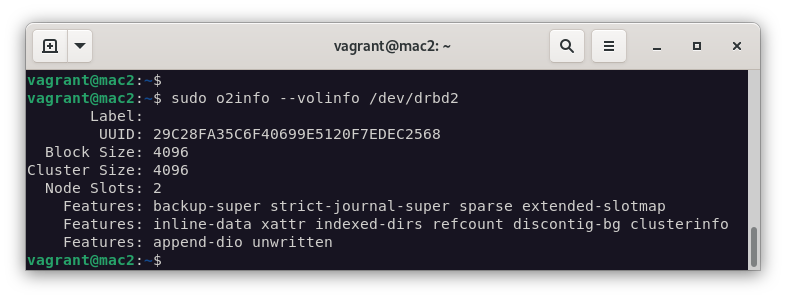 vagrant@mac2: ~
vagrant@mac2:~$
vagrant@mac2:~$ sudo o2info --volinfo /dev/drbd2
       Label:
        UUID: 29C28FA35C6F40699E5120F7EDEC2568
  Block Size: 4096
Cluster Size: 4096
  Node Slots: 2
    Features: backup-super strict-journal-super sparse extended-slotmap
    Features: inline-data xattr indexed-dirs refcount discontig-bg clusterinfo
    Features: append-dio unwritten
vagrant@mac2:~$